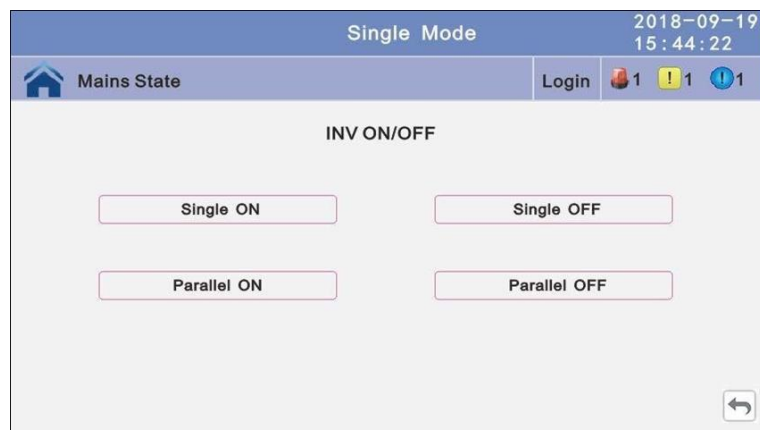 Single Mode
2018-09-19
15:44:22
Mains State
Login
1
! 1
! 1
INV ON/OFF
Single ON
Single OFF
Parallel ON
Parallel OFF